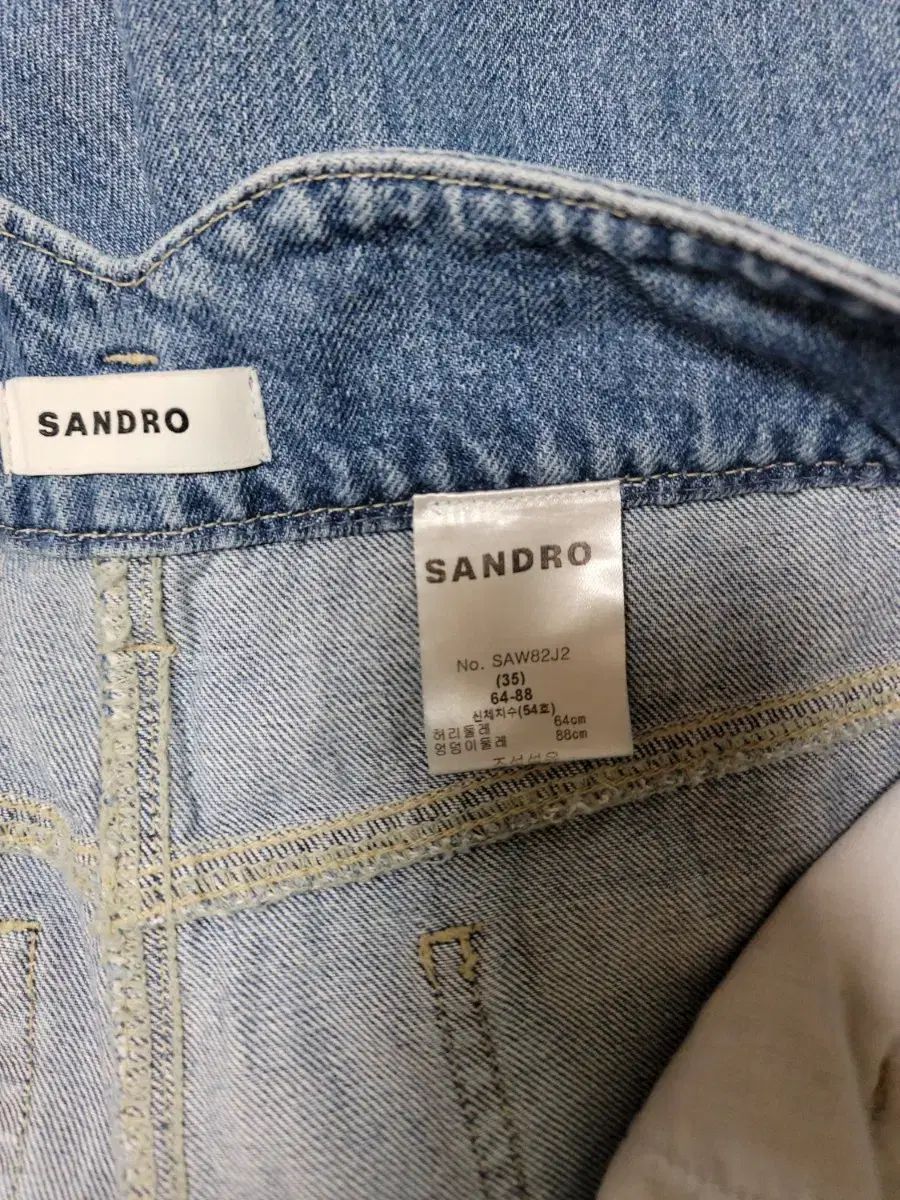 SANDRO
SANDRO
No. SAW82J2
(35)
64-88
신체치수(54호)
허리둘레 64cm
엉덩이둘레 88cm